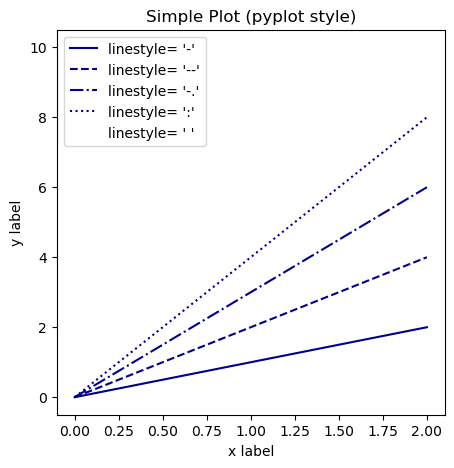 Simple Plot (pyplot style)
10
8
6
4
2
0
y label
linestyle= '-'
linestyle= '--'
linestyle= '-.'
linestyle= ':'
linestyle= ' '
0.00 0.25 0.50 0.75 1.00 1.25 1.50 1.75 2.00
x label